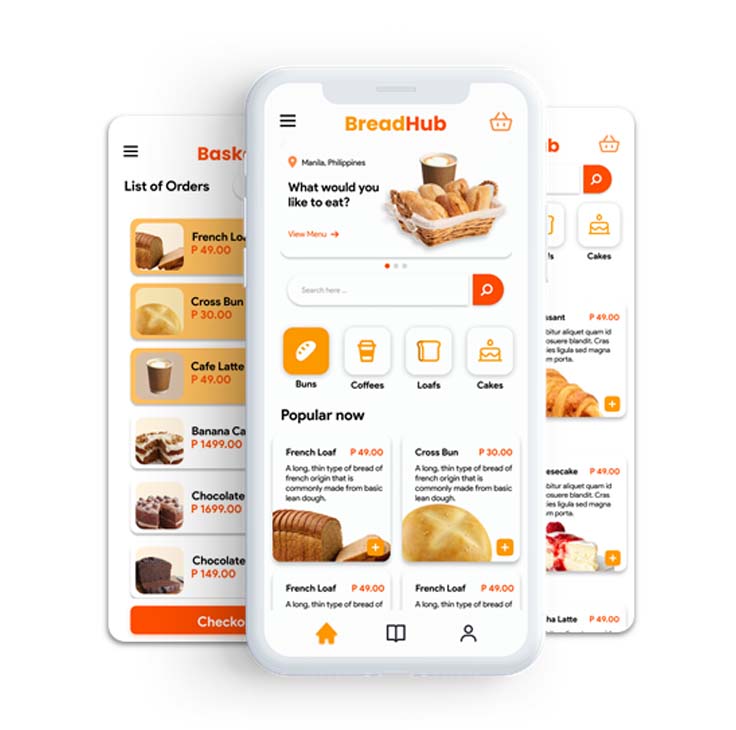 Bask
List of Orders
French Loa
P 49.00
Cross Bun
P 30.00
Cafe Latte
P 49.00
Banana Ca
P 1499.00
Chocolate
P 1699.00
Chocolate
P 149.00
Checko
BreadHub
Manila, Philippines
What would you
like to eat?
View Menu
Search here ...
Buns
Coffees
Loafs
Cakes
Popular now
French Loaf P 49.00
A long, thin type of bread of
french origin that is
commonly made from basic
lean dough.
Cross Bun P 30.00
A long, thin type of bread of
french origin that is
commonly made from basic
lean dough.
French Loaf P 49.00
A long, thin type of bread of
French Loaf P 49.00
A long, thin type of bread of
b
Cakes
ssant P 49.00
bitur aliquet quam id
osuere blandit. Cras
ies ligula sed magna
m porta.
esecake P 49.00
bitur aliquet quam id
osuere blandit. Cras
ies ligula sed magna
m porta.
ha Latte P 49.00